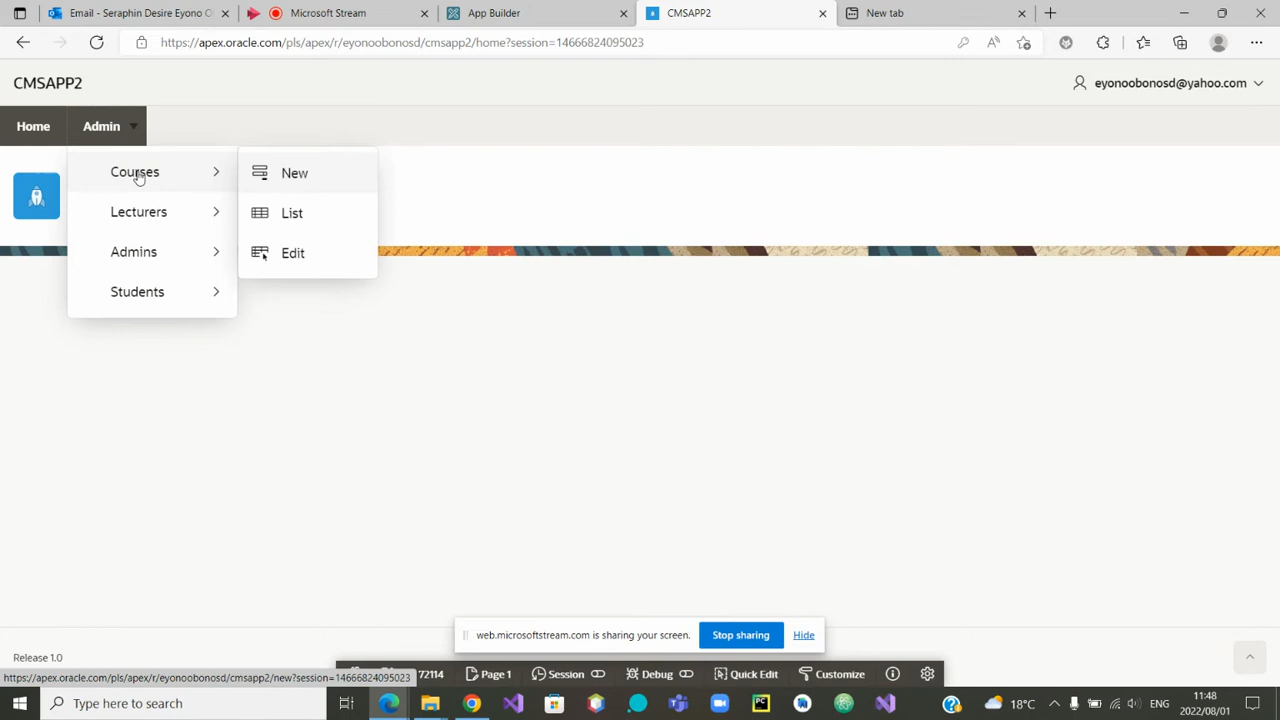 Email - Seraphin Desire Eyono O
Microsoft Stream
App Builder
CMSAPP2
New tab
https://apex.oracle.com/pls/apex/r/eyonoobonosd/cmsapp2/home?session=14666824095023
CMSAPP2
eyonoobonosd@yahoo.com
Home
Admin
Courses
New
Lecturers
List
Admins
Edit
Students
web.microsoftstream.com is sharing your screen.
Stop sharing
Hide
Release 1.0
72114
Page 1
Session
Debug
Quick Edit
Customize
https://apex.oracle.com/pls/apex/r/eyonoobonosd/cmsapp2/new?session=14666824095023
Type here to search
18°C
ENG
11:48
2022/08/01